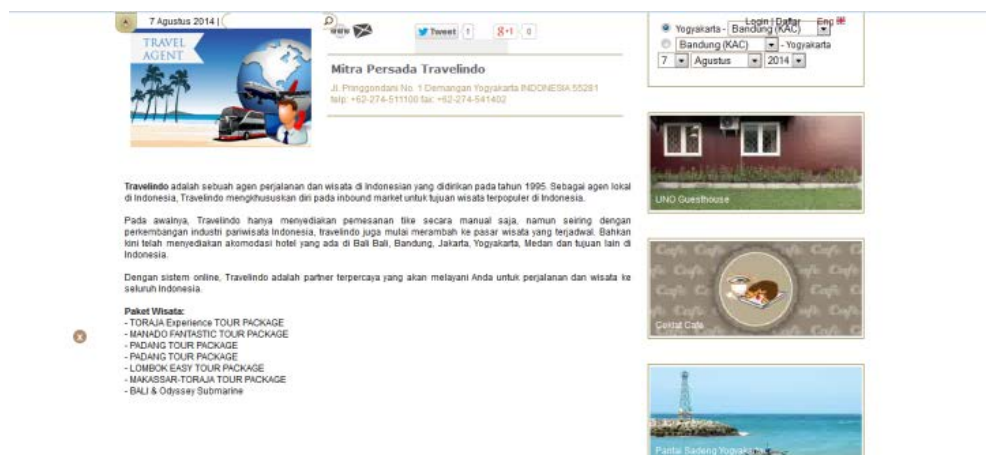 7 Agustus 2014 |
Tweet
1
g+1
0
Login | Daftar Eng
TRAVEL
AGENT
Mitra Persada Travelindo
Jl. Pringgondani No. 1 Demangan Yogyakarta INDONESIA 55281
telp: +62-274-511100 fax: +62-274-541402
Yogyakarta - Bandung (KAC)
Bandung (KAC) - Yogyakarta
7 Agustus 2014
Travelindo adalah sebuah agen perjalanan dan wisata di Indonesian yang didirikan pada tahun 1995. Sebagai agen lokal
di Indonesia, Travelindo mengkhususkan diri pada inbound market untuk tujuan wisata terpopuler di Indonesia.
Pada awalnya, Travelindo hanya menyediakan pemesanan tike secara manual saja, namun seiring dengan
perkembangan industri pariwisata Indonesia, travelindo juga mulai merambah ke pasar wisata yang terjadwal. Bahkan
kini telah menyediakan akomodasi hotel yang ada di Bali Bali, Bandung, Jakarta, Yogyakarta, Medan dan tujuan lain di
Indonesia.
Dengan sistem online, Travelindo adalah partner terpercaya yang akan melayani Anda untuk perjalanan dan wisata ke
seluruh Indonesia.
Paket Wisata:
- TORAJA Experience TOUR PACKAGE
- MANADO FANTASTIC TOUR PACKAGE
- PADANG TOUR PACKAGE
- PADANG TOUR PACKAGE
- LOMBOK EASY TOUR PACKAGE
- MAKASSAR-TORAJA TOUR PACKAGE
- BALI & Odyssey Submarine
UNO Guesthouse
Coklat Cafe
Pantai Sadeng Yogyakarta